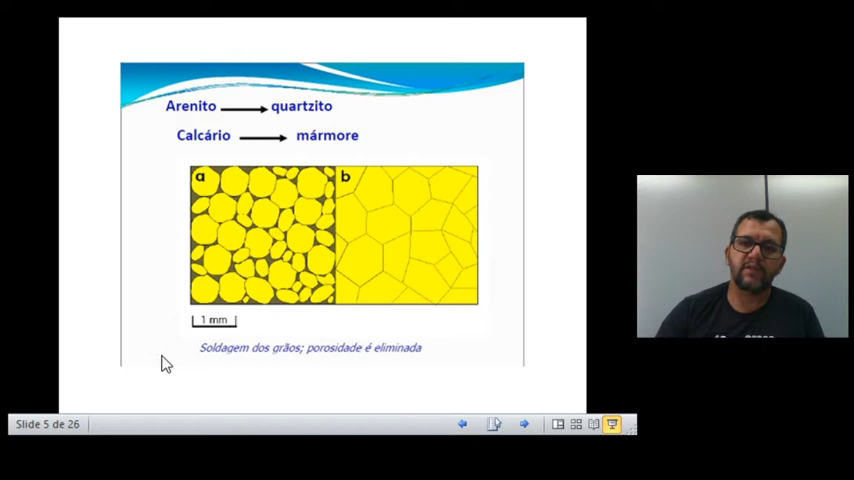 Arenito quartzito
Calcário mármore
a b
1 mm
Soldagem dos grãos; porosidade é eliminada
Slide 5 de 26